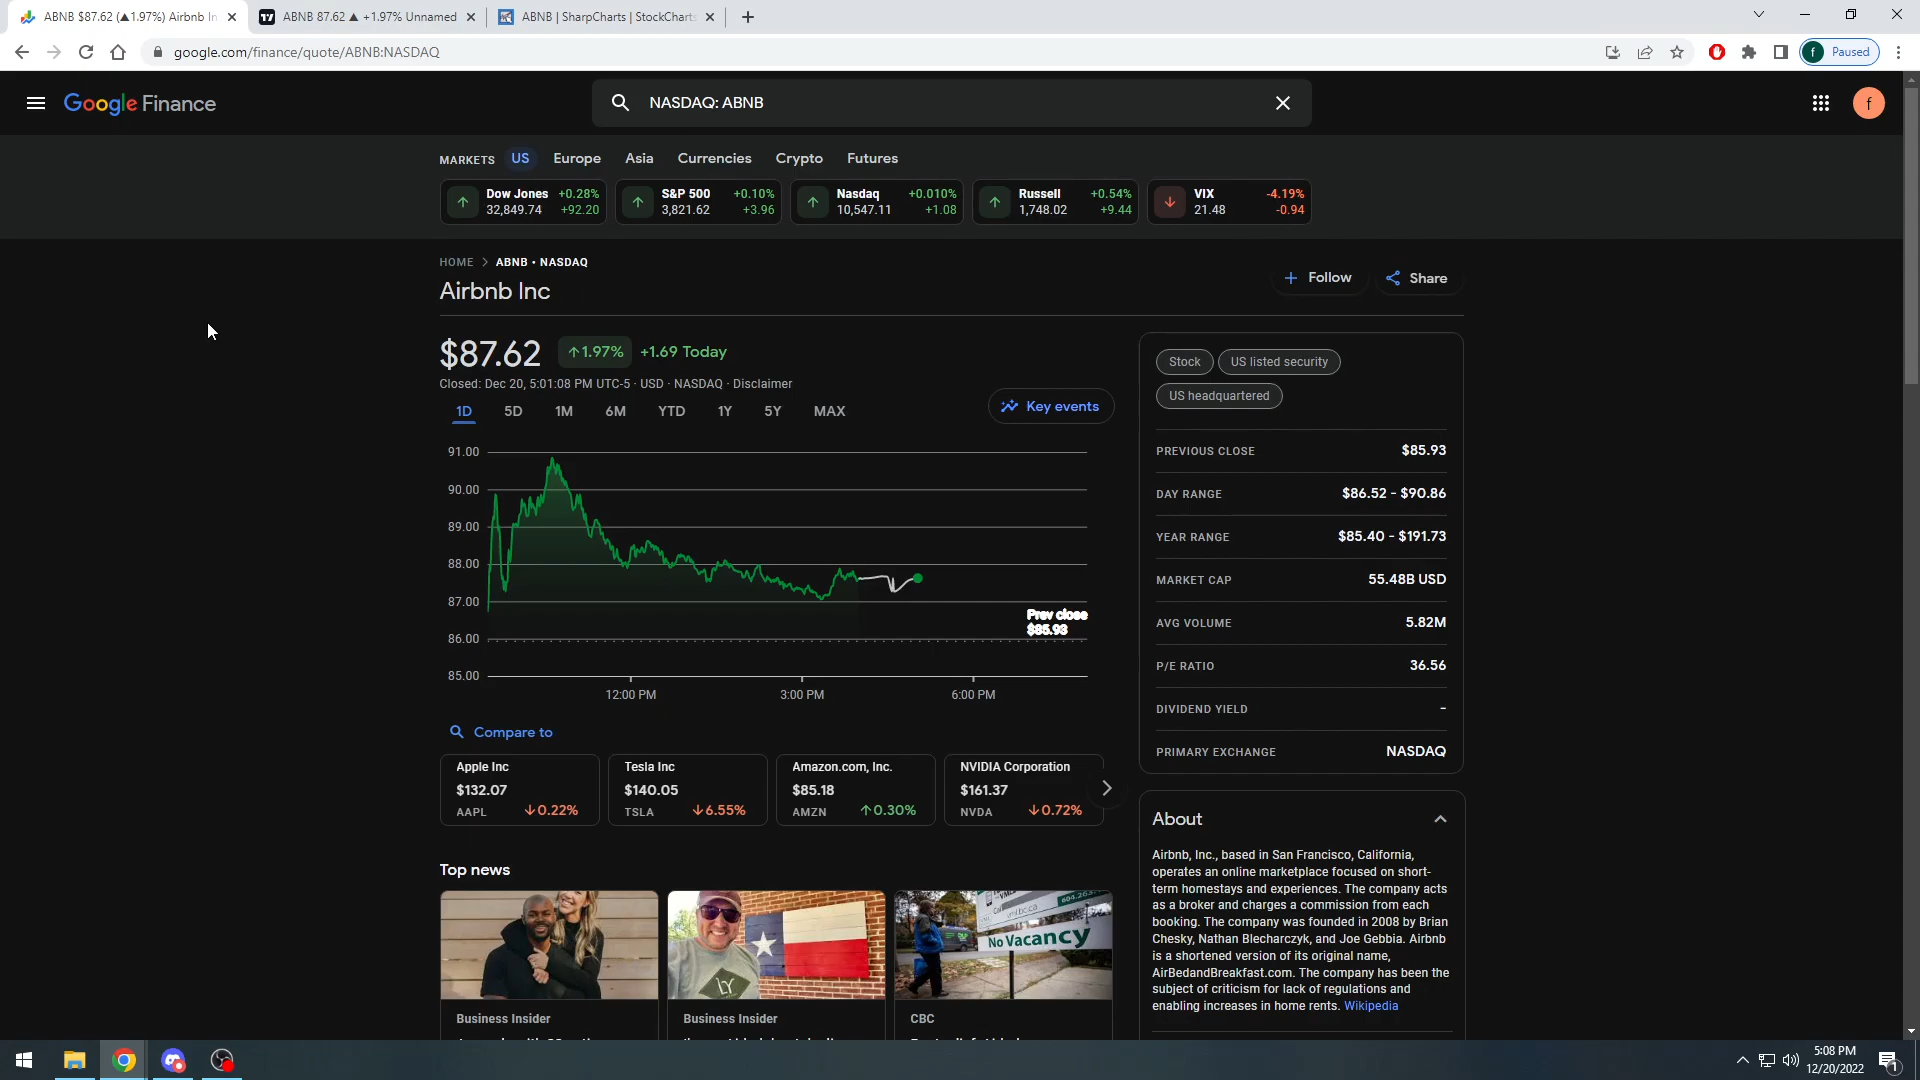 ABNB $87.62 (▲1.97%) Airbnb In
ABNB 87.62 ▲ +1.97% Unnamed
ABNB | SharpCharts | StockCharts
google.com/finance/quote/ABNB:NASDAQ
f
Paused
Google Finance
NASDAQ: ABNB
f
MARKETS
US
Europe
Asia
Currencies
Crypto
Futures
Dow Jones +0.28%
32,849.74 +92.20
S&P 500 +0.10%
3,821.62 +3.96
Nasdaq +0.010%
10,547.11 +1.08
Russell +0.54%
1,748.02 +9.44
VIX -4.19%
21.48 -0.94
HOME > ABNB • NASDAQ
Airbnb Inc
Follow
Share
$87.62 ↑1.97% +1.69 Today
Closed: Dec 20, 5:01:08 PM UTC-5 · USD · NASDAQ · Disclaimer
1D 5D 1M 6M YTD 1Y 5Y MAX
Key events
91.00
90.00
89.00
88.00
87.00
86.00
85.00
Prev close
$85.93
12:00 PM
3:00 PM
6:00 PM
Compare to
Apple Inc
$132.07
AAPL ↓0.22%
Tesla Inc
$140.05
TSLA ↓6.55%
Amazon.com, Inc.
$85.18
AMZN ↑0.30%
NVIDIA Corporation
$161.37
NVDA ↓0.72%
Top news
No Vacancy
LY
Business Insider
Business Insider
CBC
Stock
US listed security
US headquartered
PREVIOUS CLOSE $85.93
DAY RANGE $86.52 - $90.86
YEAR RANGE $85.40 - $191.73
MARKET CAP 55.48B USD
AVG VOLUME 5.82M
P/E RATIO 36.56
DIVIDEND YIELD -
PRIMARY EXCHANGE NASDAQ
About
Airbnb, Inc., based in San Francisco, California,
operates an online marketplace focused on short-
term homestays and experiences. The company acts
as a broker and charges a commission from each
booking. The company was founded in 2008 by Brian
Chesky, Nathan Blecharczyk, and Joe Gebbia. Airbnb
is a shortened version of its original name,
AirBedandBreakfast.com. The company has been the
subject of criticism for lack of regulations and
enabling increases in home rents. Wikipedia
5:08 PM
12/20/2022
1